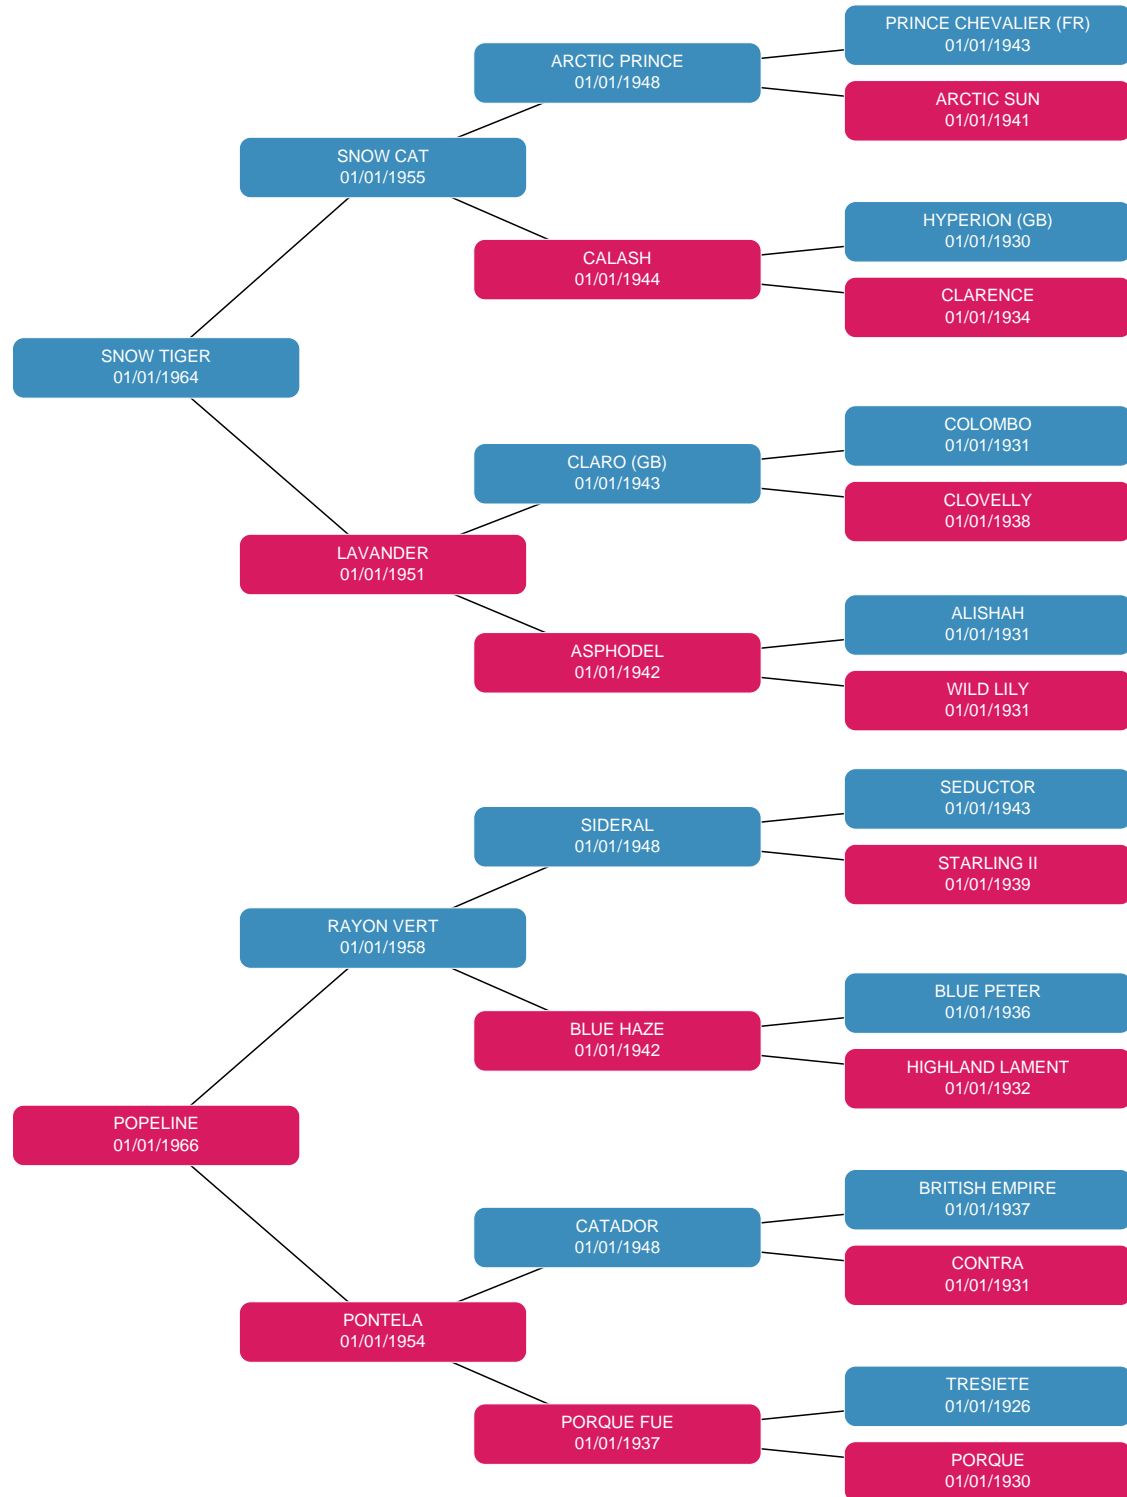 PRINCE CHEVALIER (FR)
01/01/1943
ARCTIC PRINCE
01/01/1948
ARCTIC SUN
01/01/1941
SNOW CAT
01/01/1955
HYPERION (GB)
01/01/1930
CALASH
01/01/1944
CLARENCE
01/01/1934
SNOW TIGER
01/01/1964
COLOMBO
01/01/1931
CLARO (GB)
01/01/1943
CLOVELLY
01/01/1938
LAVANDER
01/01/1951
ALISHAH
01/01/1931
ASPHODEL
01/01/1942
WILD LILY
01/01/1931
SEDUCTOR
01/01/1943
SIDERAL
01/01/1948
STARLING II
01/01/1939
RAYON VERT
01/01/1958
BLUE PETER
01/01/1936
BLUE HAZE
01/01/1942
HIGHLAND LAMENT
01/01/1932
POPELINE
01/01/1966
BRITISH EMPIRE
01/01/1937
CATADOR
01/01/1948
CONTRA
01/01/1931
PONTELA
01/01/1954
TRESIETE
01/01/1926
PORQUE FUE
01/01/1937
PORQUE
01/01/1930